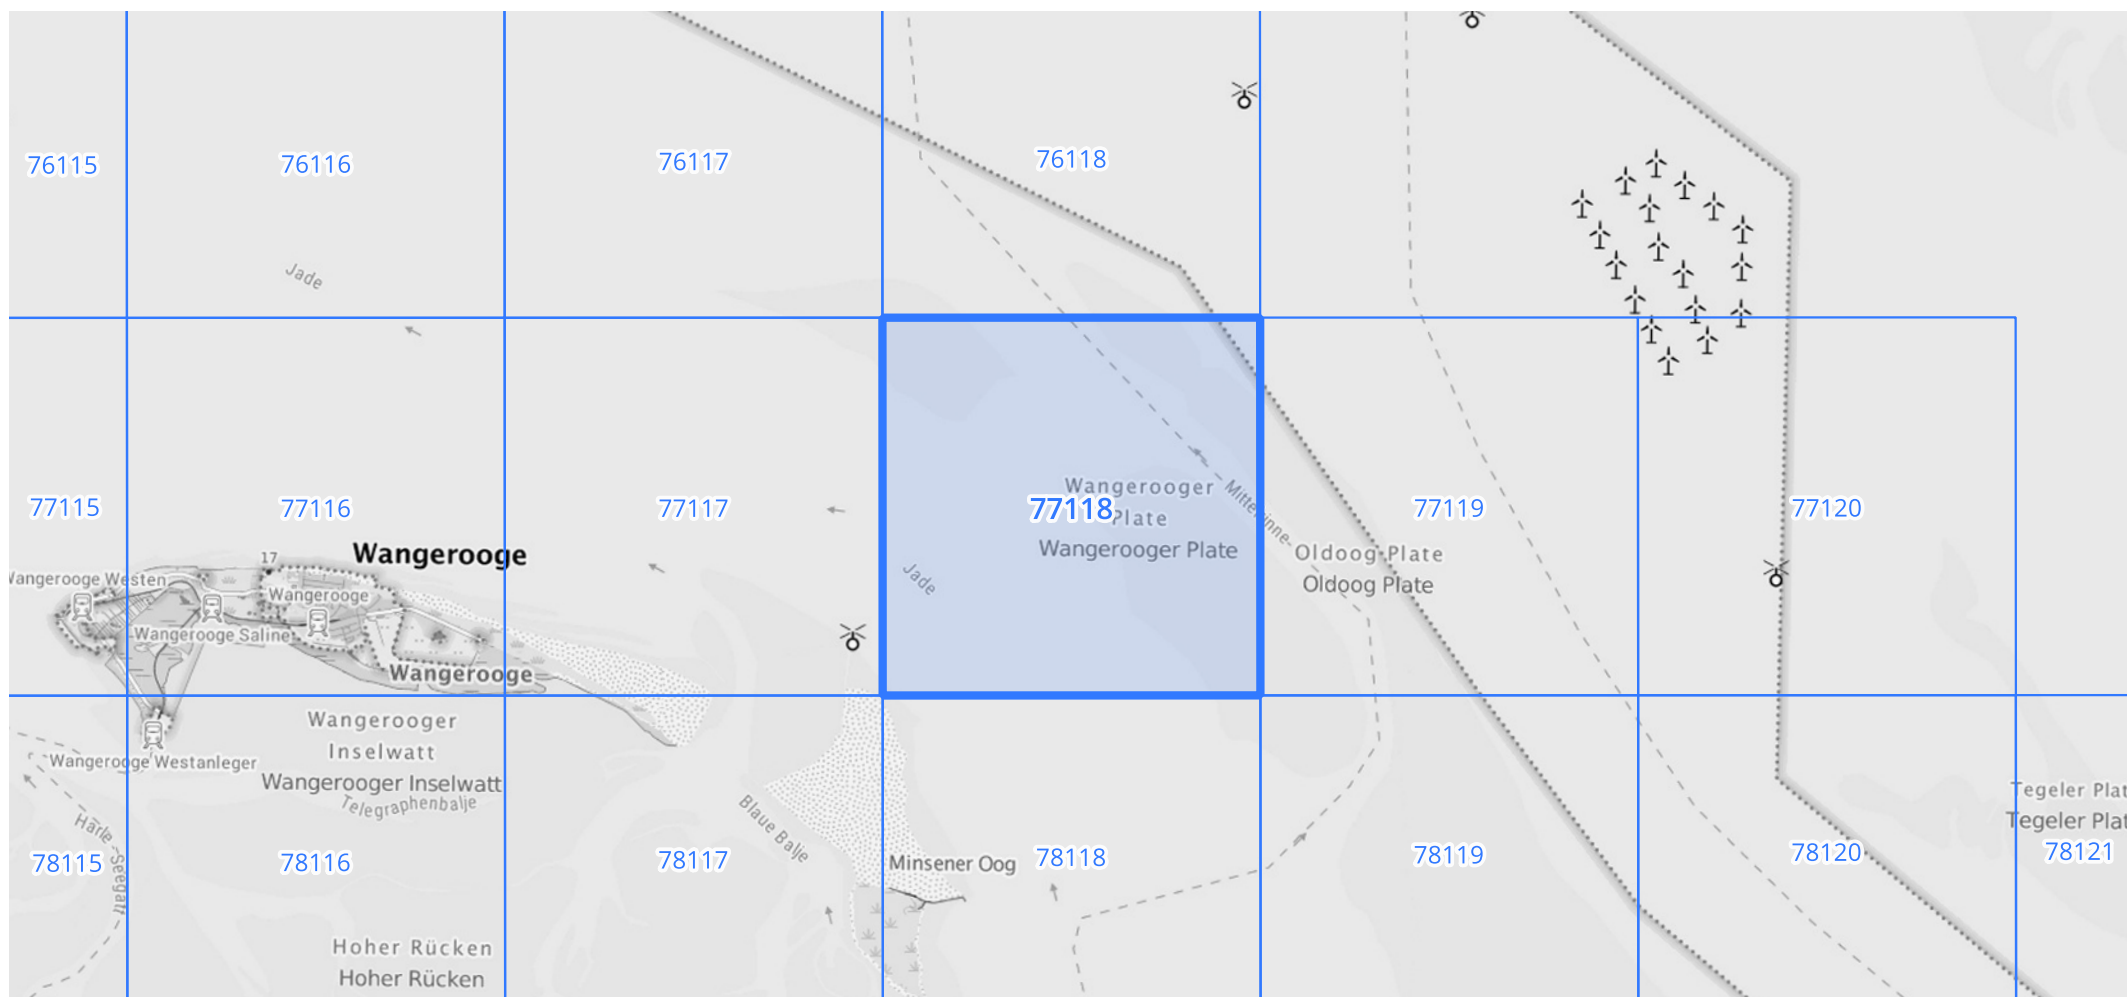 76115
76116
76117
76118
Jade
77115
77116
77117
Wangerooger
Plate
77118
Wangerooger Plate
Mittelrinne
77119
77120
Oldoog Plate
Oldoog Plate
Jade
17
Wangerooge
Wangerooge Westen
Wangerooge
Wangerooge Saline
Wangerooge
Wangerooger
Inselwatt
Wangerooge Westanleger
Wangerooger Inselwatt
Telegraphenbalje
Harle
Seegatt
Blaue Balje
Tegeler Plat
Tegeler Plat
78115
78116
78117
Minsener Oog
78118
78119
78120
78121
Hoher Rücken
Hoher Rücken